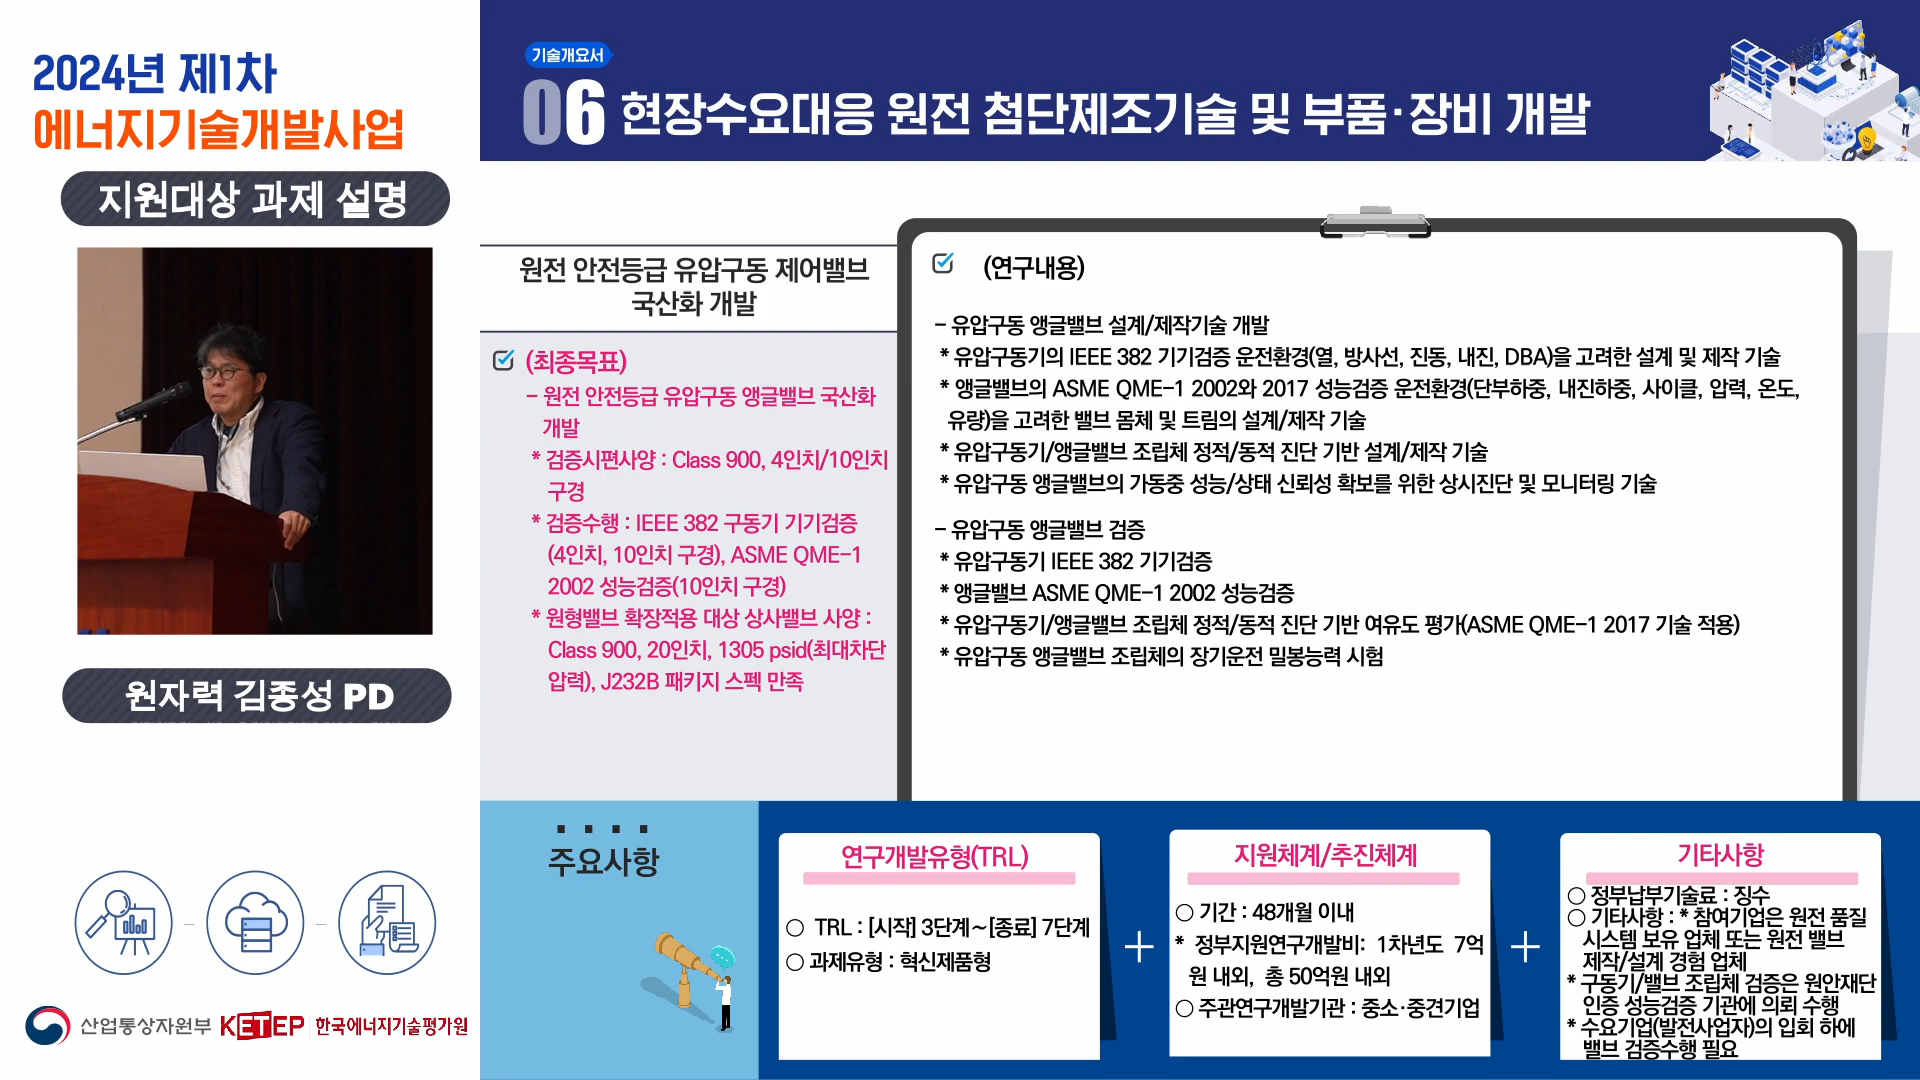 2024년 제1차
에너지기술개발사업
지원대상 과제 설명
원자력 김종성 PD
산업통상자원부 KETEP 한국에너지기술평가원
기술개요서
06 현장수요대응 원전 첨단제조기술 및 부품·장비 개발
원전 안전등급 유압구동 제어밸브
국산화 개발
(최종목표)
- 원전 안전등급 유압구동 앵글밸브 국산화
개발
* 검증시편사양 : Class 900, 4인치/10인치
구경
* 검증수행 : IEEE 382 구동기 기기검증
(4인치, 10인치 구경), ASME QME-1
2002 성능검증(10인치 구경)
* 원형밸브 확장적용 대상 상사밸브 사양 :
Class 900, 20인치, 1305 psid(최대차단
압력), J232B 패키지 스펙 만족
(연구내용)
- 유압구동 앵글밸브 설계/제작기술 개발
* 유압구동기의 IEEE 382 기기검증 운전환경(열, 방사선, 진동, 내진, DBA)을 고려한 설계 및 제작 기술
* 앵글밸브의 ASME QME-1 2002와 2017 성능검증 운전환경(단부하중, 내진하중, 사이클, 압력, 온도,
유량)을 고려한 밸브 몸체 및 트림의 설계/제작 기술
* 유압구동기/앵글밸브 조립체 정적/동적 진단 기반 설계/제작 기술
* 유압구동 앵글밸브의 가동중 성능/상태 신뢰성 확보를 위한 상시진단 및 모니터링 기술
- 유압구동 앵글밸브 검증
* 유압구동기 IEEE 382 기기검증
* 앵글밸브 ASME QME-1 2002 성능검증
* 유압구동기/앵글밸브 조립체 정적/동적 진단 기반 여유도 평가(ASME QME-1 2017 기술 적용)
* 유압구동 앵글밸브 조립체의 장기운전 밀봉능력 시험
주요사항
연구개발유형(TRL)
○ TRL : [시작] 3단계~[종료] 7단계
○ 과제유형 : 혁신제품형
+
지원체계/추진체계
○ 기간 : 48개월 이내
* 정부지원연구개발비: 1차년도 7억
원 내외, 총 50억원 내외
○ 주관연구개발기관 : 중소·중견기업
+
기타사항
○ 정부납부기술료 : 징수
○ 기타사항 : * 참여기업은 원전 품질
시스템 보유 업체 또는 원전 밸브
제작/설계 경험 업체
* 구동기/밸브 조립체 검증은 원안재단
인증 성능검증 기관에 의뢰 수행
* 수요기업(발전사업자)의 입회 하에
밸브 검증수행 필요